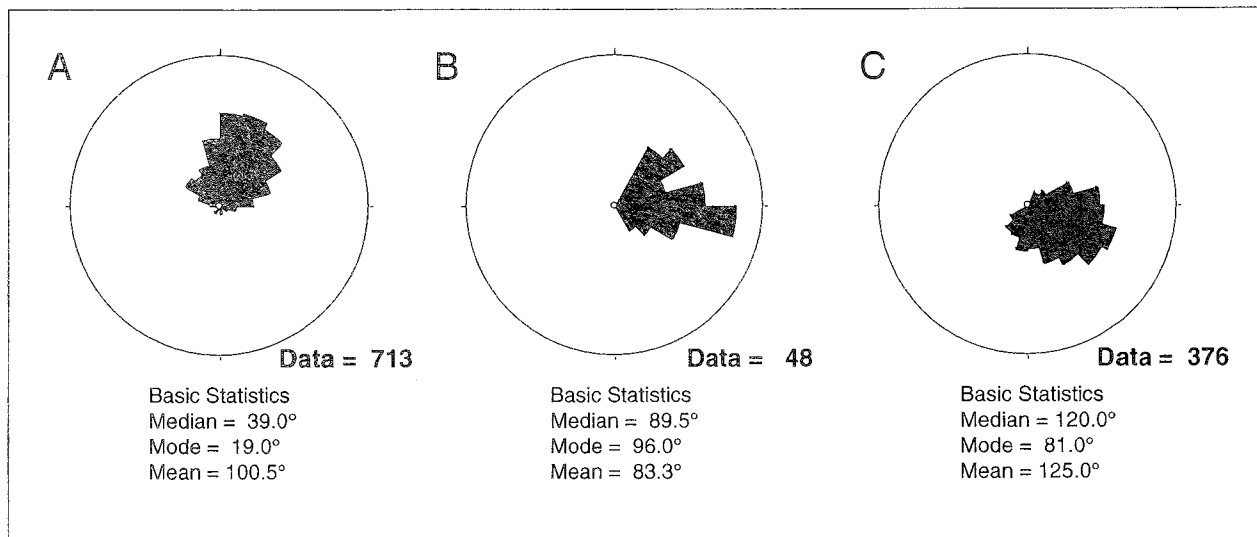 A
B
C
Data = 713
Data = 48
Data = 376
Basic Statistics
Median = 39.0°
Mode = 19.0°
Mean = 100.5°
Basic Statistics
Median = 89.5°
Mode = 96.0°
Mean = 83.3°
Basic Statistics
Median = 120.0°
Mode = 81.0°
Mean = 125.0°